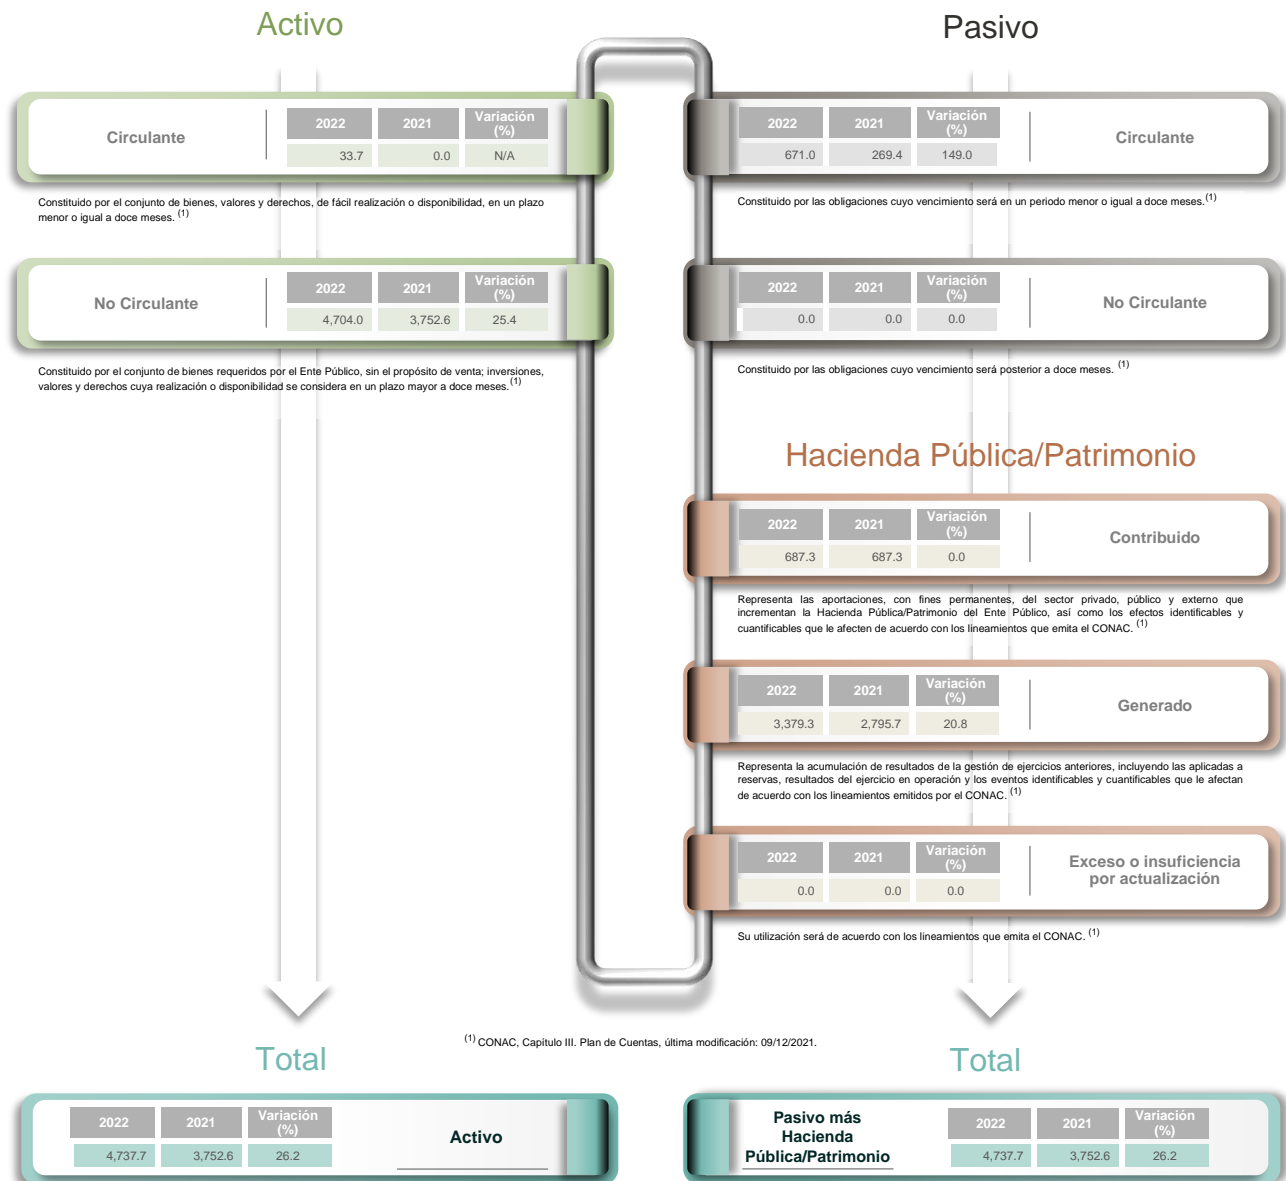 Activo
Circulante
2022 2021 Variación (%)
33.7 0.0 N/A
Constituido por el conjunto de bienes, valores y derechos, de fácil realización o disponibilidad, en un plazo
menor o igual a doce meses. (1)
No Circulante
2022 2021 Variación (%)
4,704.0 3,752.6 25.4
Constituido por el conjunto de bienes requeridos por el Ente Público, sin el propósito de venta; inversiones,
valores y derechos cuya realización o disponibilidad se considera en un plazo mayor a doce meses. (1)
Pasivo
2022 2021 Variación (%)
671.0 269.4 149.0
Circulante
Constituido por las obligaciones cuyo vencimiento será en un periodo menor o igual a doce meses. (1)
2022 2021 Variación (%)
0.0 0.0 0.0
No Circulante
Constituido por las obligaciones cuyo vencimiento será posterior a doce meses. (1)
Hacienda Pública/Patrimonio
2022 2021 Variación (%)
687.3 687.3 0.0
Contribuido
Representa las aportaciones, con fines permanentes, del sector privado, público y externo que
incrementan la Hacienda Pública/Patrimonio del Ente Público, así como los efectos identificables y
cuantificables que le afecten de acuerdo con los lineamientos que emita el CONAC. (1)
2022 2021 Variación (%)
3,379.3 2,795.7 20.8
Generado
Representa la acumulación de resultados de la gestión de ejercicios anteriores, incluyendo las aplicadas a
reservas, resultados del ejercicio en operación y los eventos identificables y cuantificables que le afectan
de acuerdo con los lineamientos emitidos por el CONAC. (1)
2022 2021 Variación (%)
0.0 0.0 0.0
Exceso o insuficiencia
por actualización
Su utilización será de acuerdo con los lineamientos que emita el CONAC. (1)
(1) CONAC, Capítulo III. Plan de Cuentas, última modificación: 09/12/2021.
Total
2022 2021 Variación (%)
4,737.7 3,752.6 26.2
Activo
Total
Pasivo más
Hacienda
Pública/Patrimonio
2022 2021 Variación (%)
4,737.7 3,752.6 26.2